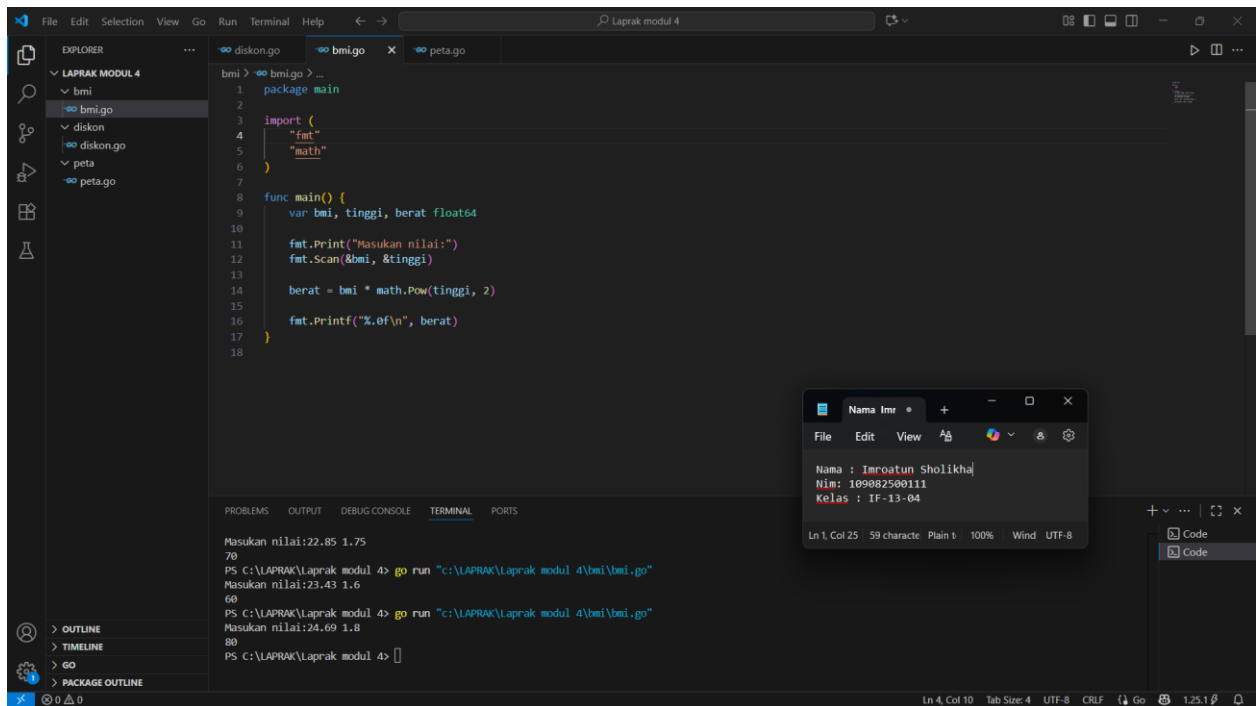 File Edit Selection View Go Run Terminal Help
Laprak modul 4
EXPLORER
LAPRAK MODUL 4
bmi
bmi.go
diskon
diskon.go
peta
peta.go
OUTLINE
TIMELINE
GO
PACKAGE OUTLINE
diskon.go bmi.go peta.go
bmi > bmi.go > ...
1 package main
2
3 import (
4 "fmt"
5 "math"
6 )
7
8 func main() {
9 var bmi, tinggi, berat float64
10
11 fmt.Print("Masukan nilai:")
12 fmt.Scan(&bmi, &tinggi)
13
14 berat = bmi * math.Pow(tinggi, 2)
15
16 fmt.Printf("%.0f\n", berat)
17 }
18
Nama Imr
File Edit View
Nama : Imroatun Sholikha
Nim: 109082500111
Kelas : IF-13-04
Ln 1, Col 25 59 characte Plain t 100% Wind UTF-8
PROBLEMS OUTPUT DEBUG CONSOLE TERMINAL PORTS
Code
Code
Masukan nilai:22.85 1.75
70
PS C:\LAPRAK\Laprak modul 4> go run "c:\LAPRAK\Laprak modul 4\bmi\bmi.go"
Masukan nilai:23.43 1.6
60
PS C:\LAPRAK\Laprak modul 4> go run "c:\LAPRAK\Laprak modul 4\bmi\bmi.go"
Masukan nilai:24.69 1.8
80
PS C:\LAPRAK\Laprak modul 4>
0 0 Ln 4, Col 10 Tab Size: 4 UTF-8 CRLF Go 1.25.1